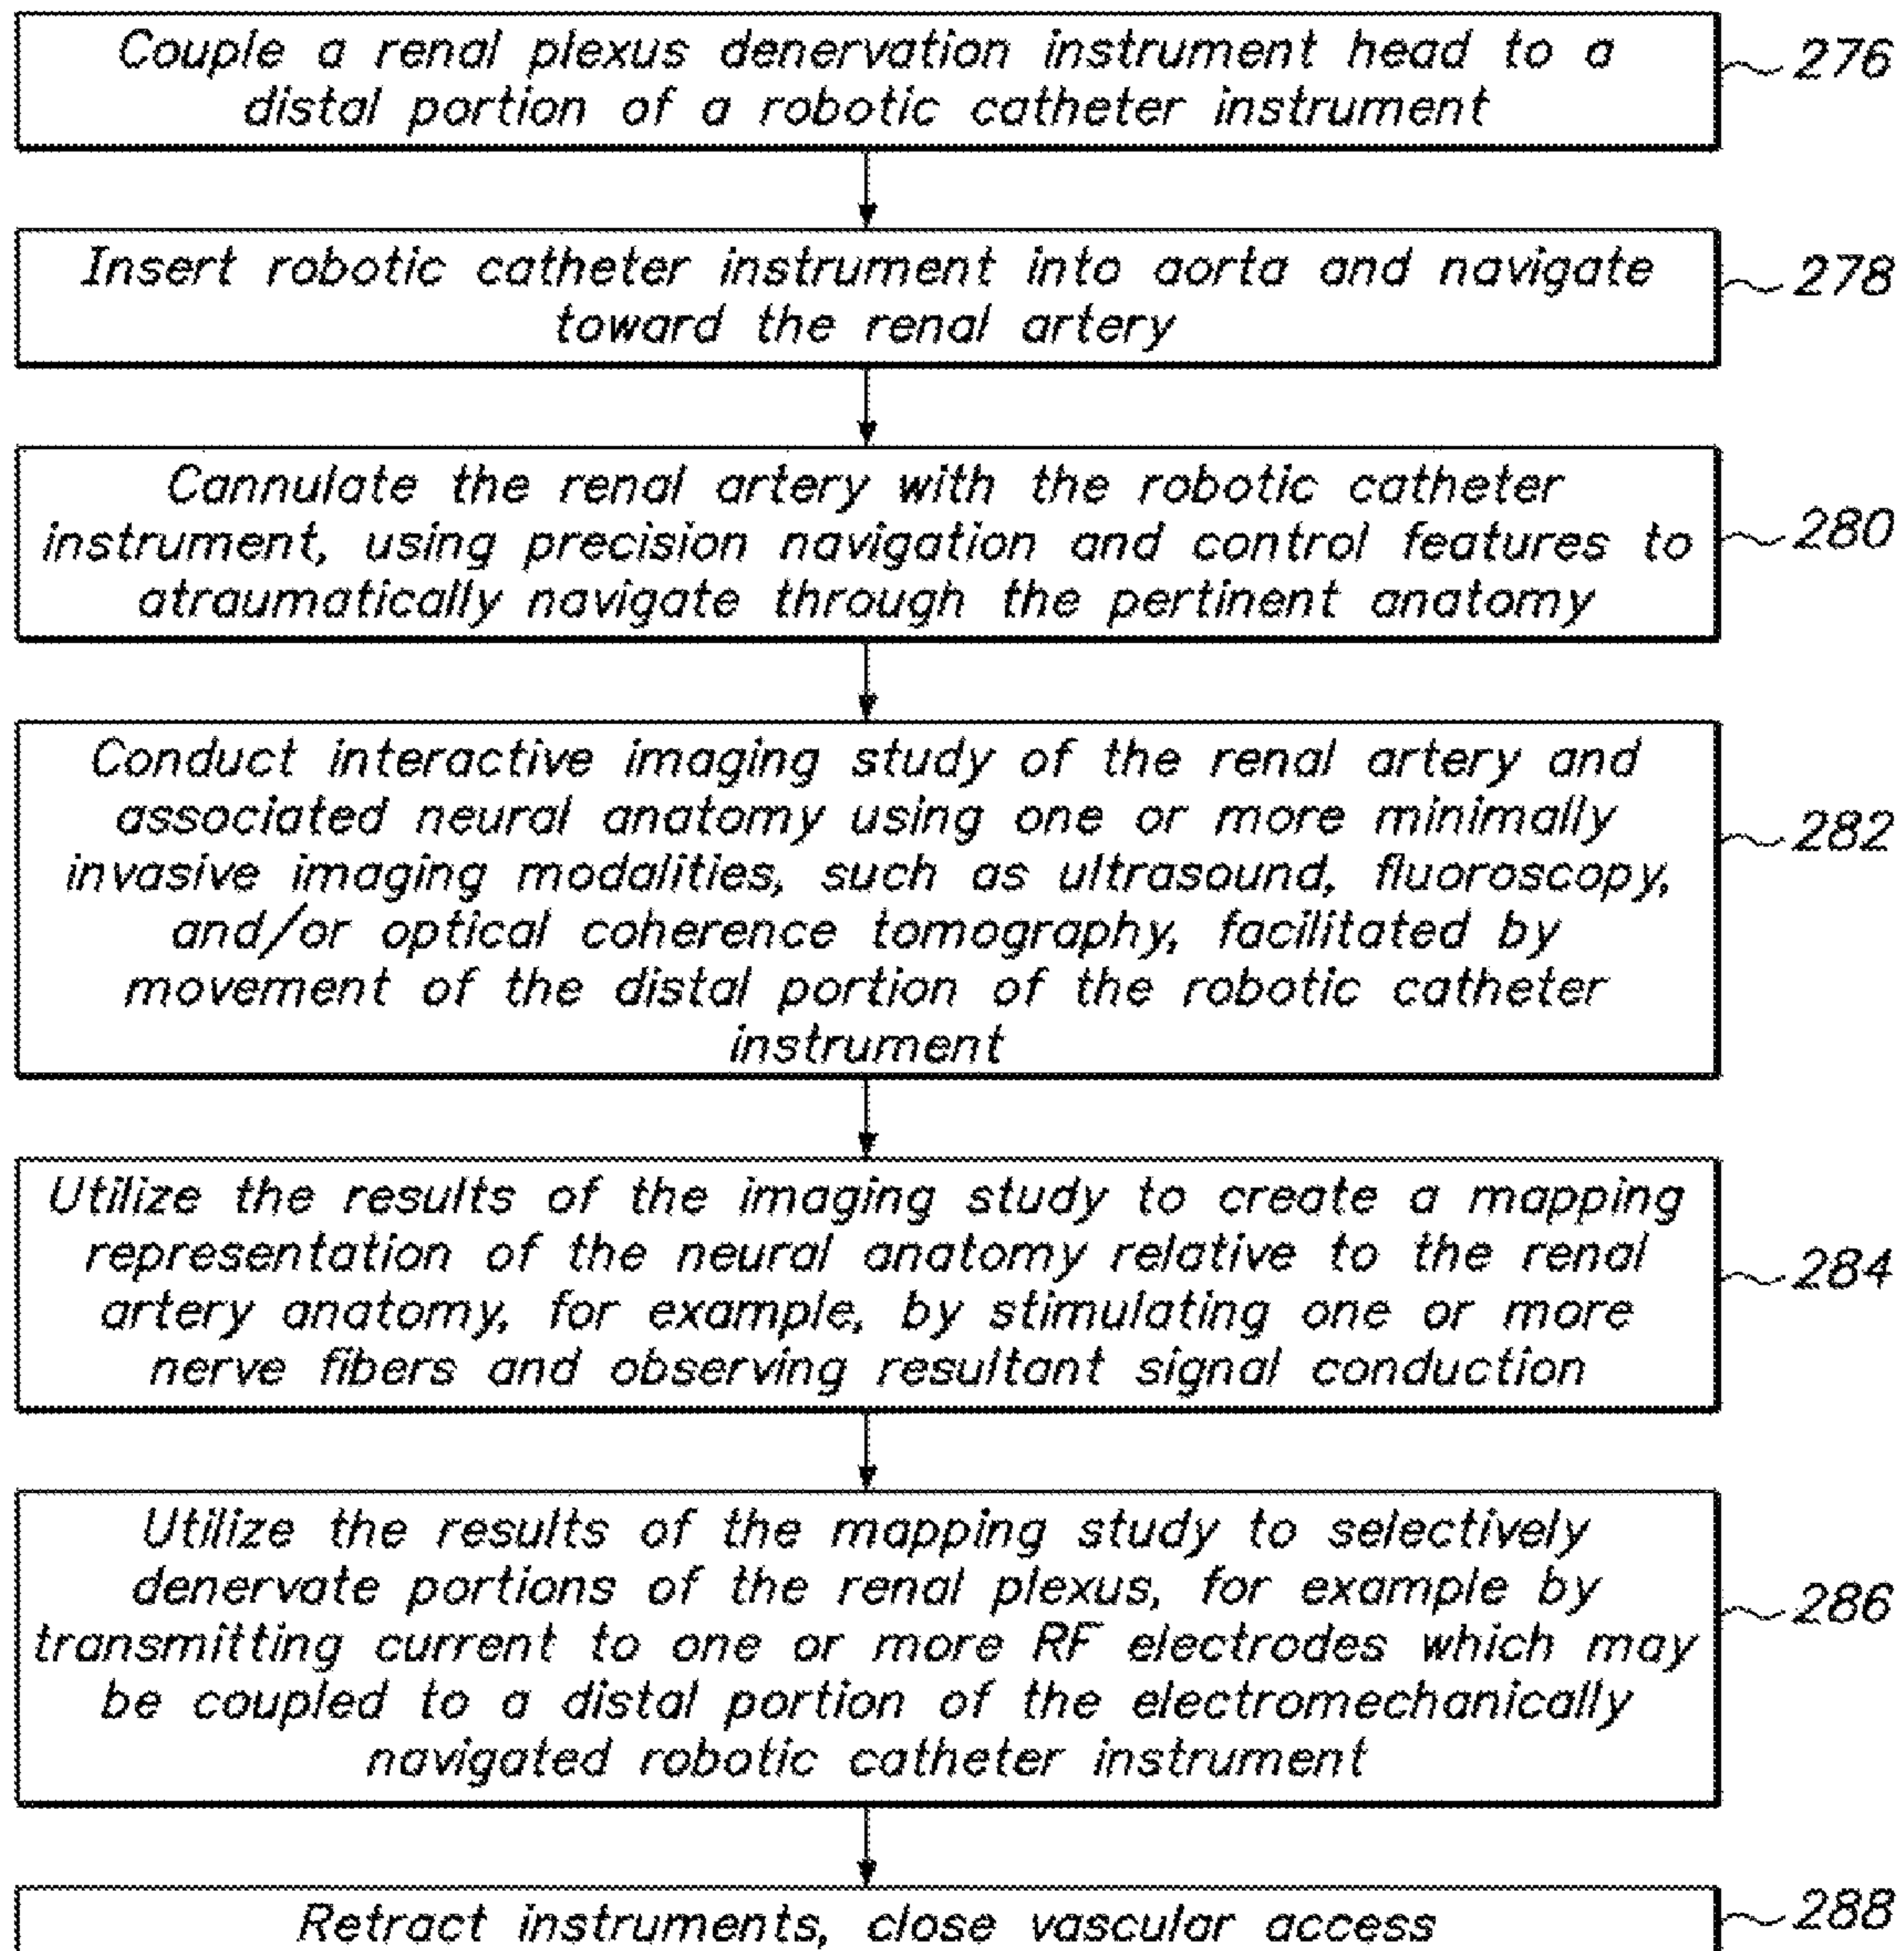 Couple a renal plexus denervation instrument head to a
distal portion of a robotic catheter instrument
276
Insert robotic catheter instrument into aorta and navigate
toward the renal artery
278
Cannulate the renal artery with the robotic catheter
instrument, using precision navigation and control features to
atraumatically navigate through the pertinent anatomy
280
Conduct interactive imaging study of the renal artery and
associated neural anatomy using one or more minimally
invasive imaging modalities, such as ultrasound, fluoroscopy,
and/or optical coherence tomography, facilitated by
movement of the distal portion of the robotic catheter
instrument
282
Utilize the results of the imaging study to create a mapping
representation of the neural anatomy relative to the renal
artery anatomy, for example, by stimulating one or more
nerve fibers and observing resultant signal conduction
284
Utilize the results of the mapping study to selectively
denervate portions of the renal plexus, for example by
transmitting current to one or more RF electrodes which may
be coupled to a distal portion of the electromechanically
navigated robotic catheter instrument
286
Retract instruments, close vascular access
288